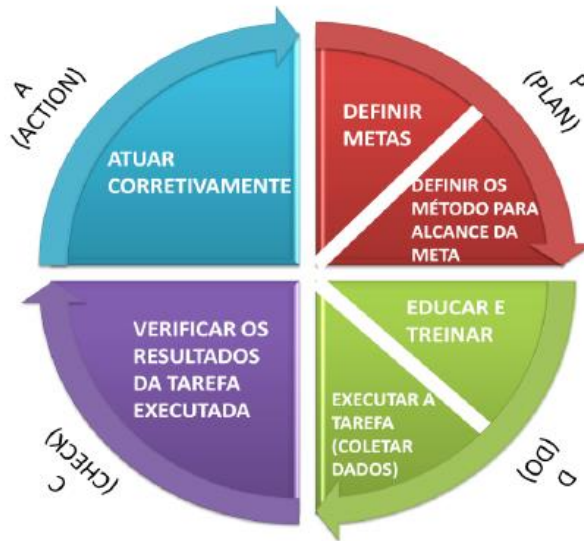 A
(ACTION)
P
(PLAN)
DEFINIR
METAS
DEFINIR OS
MÉTODO PARA
ALCANCE DA
META
ATUAR
CORRETIVAMENTE
EDUCAR E
TREINAR
EXECUTAR A
TAREFA
(COLETAR
DADOS)
D
(DO)
VERIFICAR OS
RESULTADOS
DA TAREFA
EXECUTADA
C
(CHECK)